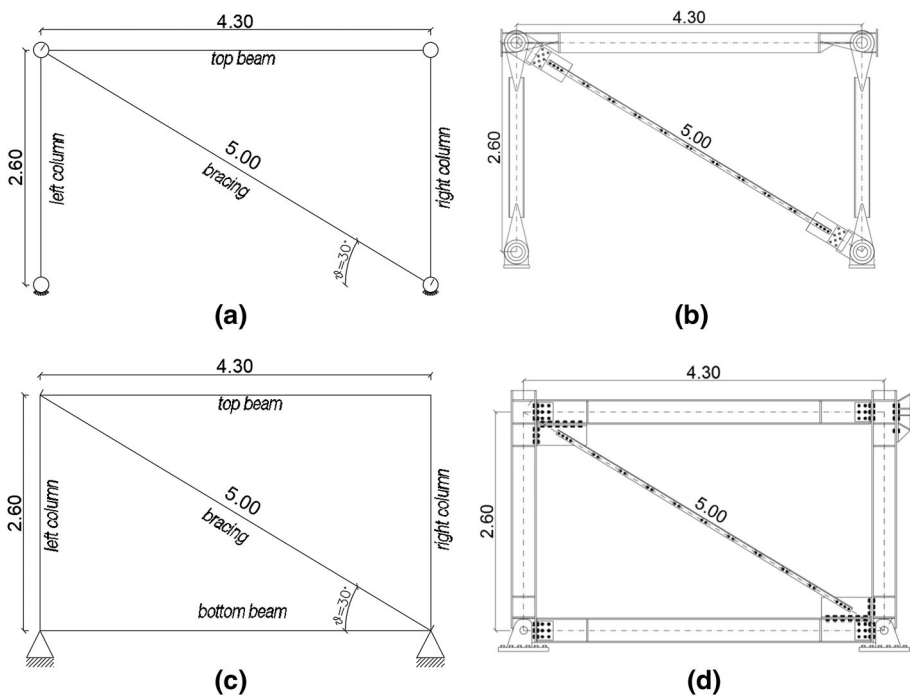 4.30
top beam
left column
2.60
5.00
bracing
right column
ϑ=30°
(a)
4.30
2.60
5.00
(b)
4.30
top beam
left column
2.60
5.00
bracing
right column
ϑ=30°
bottom beam
(c)
4.30
2.60
5.00
(d)